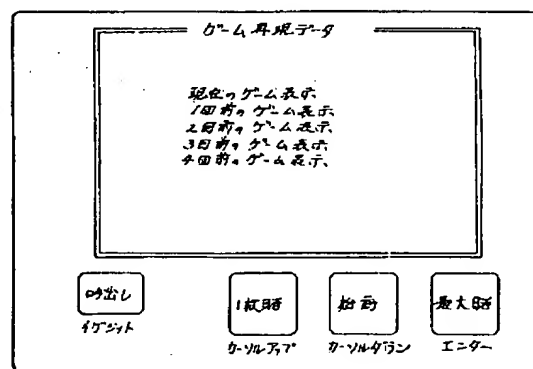 ゲーム再現データ
現在のゲーム表示
1回前のゲーム表示
2回前のゲーム表示
3回前のゲーム表示
4回前のゲーム表示
呼出し
1枚賭
始動
最大賭
イグジット
カーソルアップ
カーソルダウン
エンター